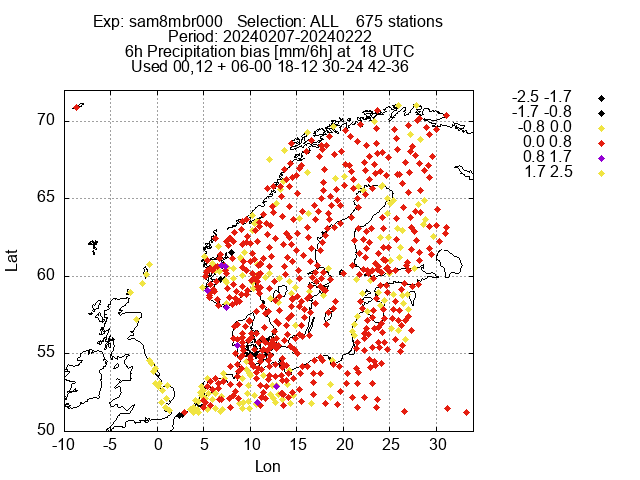 Exp: sam8mbr000   Selection: ALL    675 stations
Period: 20240207-20240222
6h Precipitation bias [mm/6h] at  18 UTC
Used 00,12 + 06-00 18-12 30-24 42-36
-2.5 -1.7
-1.7 -0.8
-0.8 0.0
0.0 0.8
0.8 1.7
1.7 2.5
70
65
60
55
50
Lat
-10 -5 0 5 10 15 20 25 30
Lon